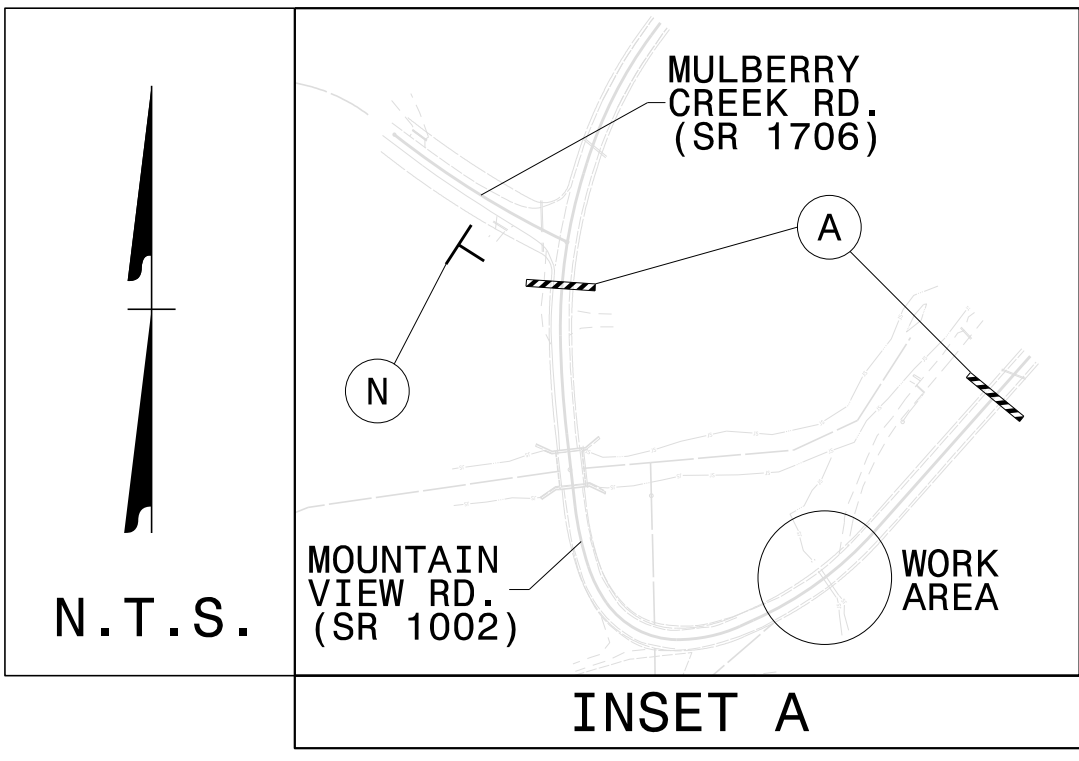 N.T.S.
MULBERRY
CREEK RD.
(SR 1706)
A
N
MOUNTAIN
VIEW RD.
(SR 1002)
WORK
AREA
INSET A